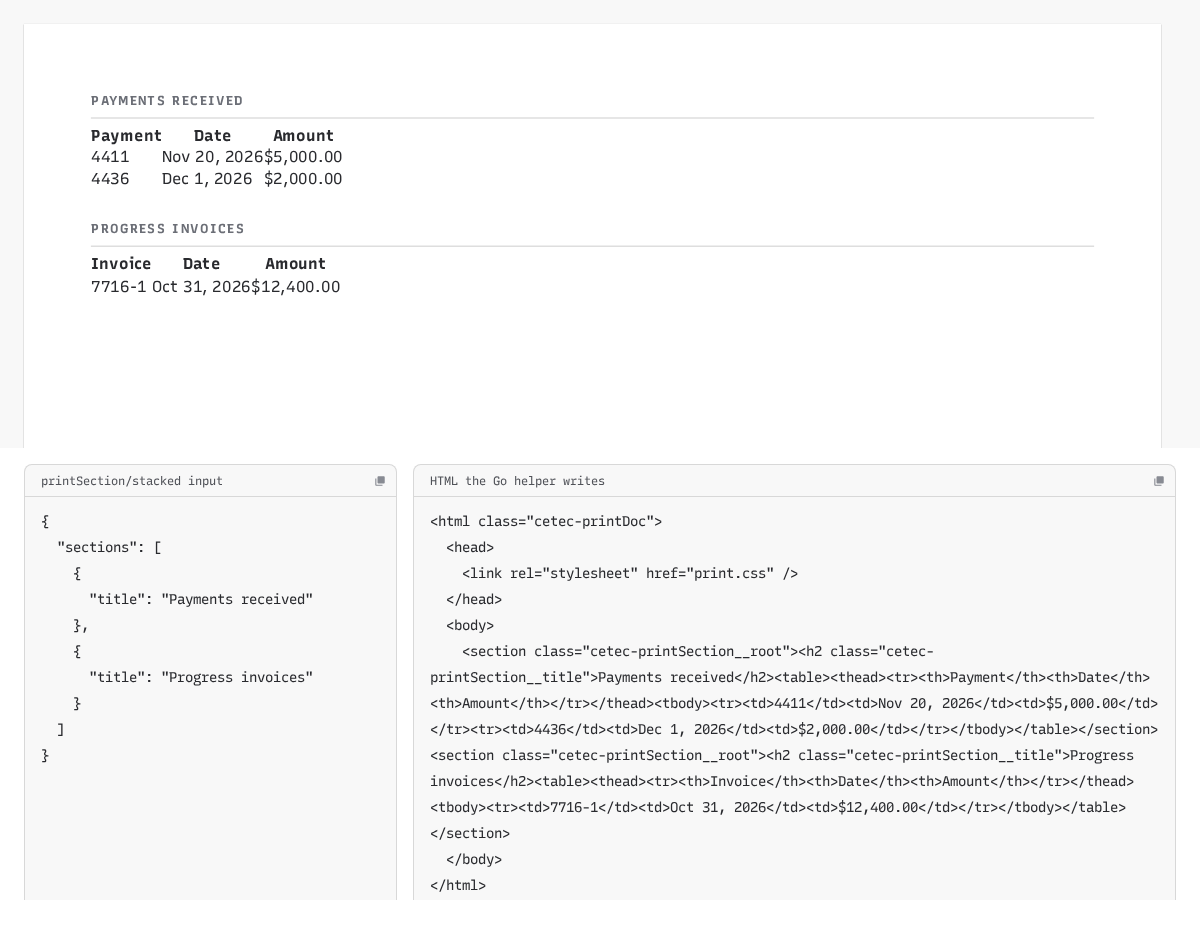 PAYMENTS RECEIVED
Payment Date Amount
4411 Nov 20, 2026 $5,000.00
4436 Dec 1, 2026 $2,000.00
PROGRESS INVOICES
Invoice Date Amount
7716-1 Oct 31, 2026 $12,400.00
printSection/stacked input
{
  "sections": [
    {
      "title": "Payments received"
    },
    {
      "title": "Progress invoices"
    }
  ]
}
HTML the Go helper writes
<html class="cetec-printDoc">
  <head>
    <link rel="stylesheet" href="print.css" />
  </head>
  <body>
    <section class="cetec-printSection__root"><h2 class="cetec-
printSection__title">Payments received</h2><table><thead><tr><th>Payment</th><th>Date</th>
<th>Amount</th></tr></thead><tbody><tr><td>4411</td><td>Nov 20, 2026</td><td>$5,000.00</td>
</tr><tr><td>4436</td><td>Dec 1, 2026</td><td>$2,000.00</td></tr></tbody></table></section>
<section class="cetec-printSection__root"><h2 class="cetec-printSection__title">Progress
invoices</h2><table><thead><tr><th>Invoice</th><th>Date</th><th>Amount</th></tr></thead>
<tbody><tr><td>7716-1</td><td>Oct 31, 2026</td><td>$12,400.00</td></tr></tbody></table>
</section>
  </body>
</html>